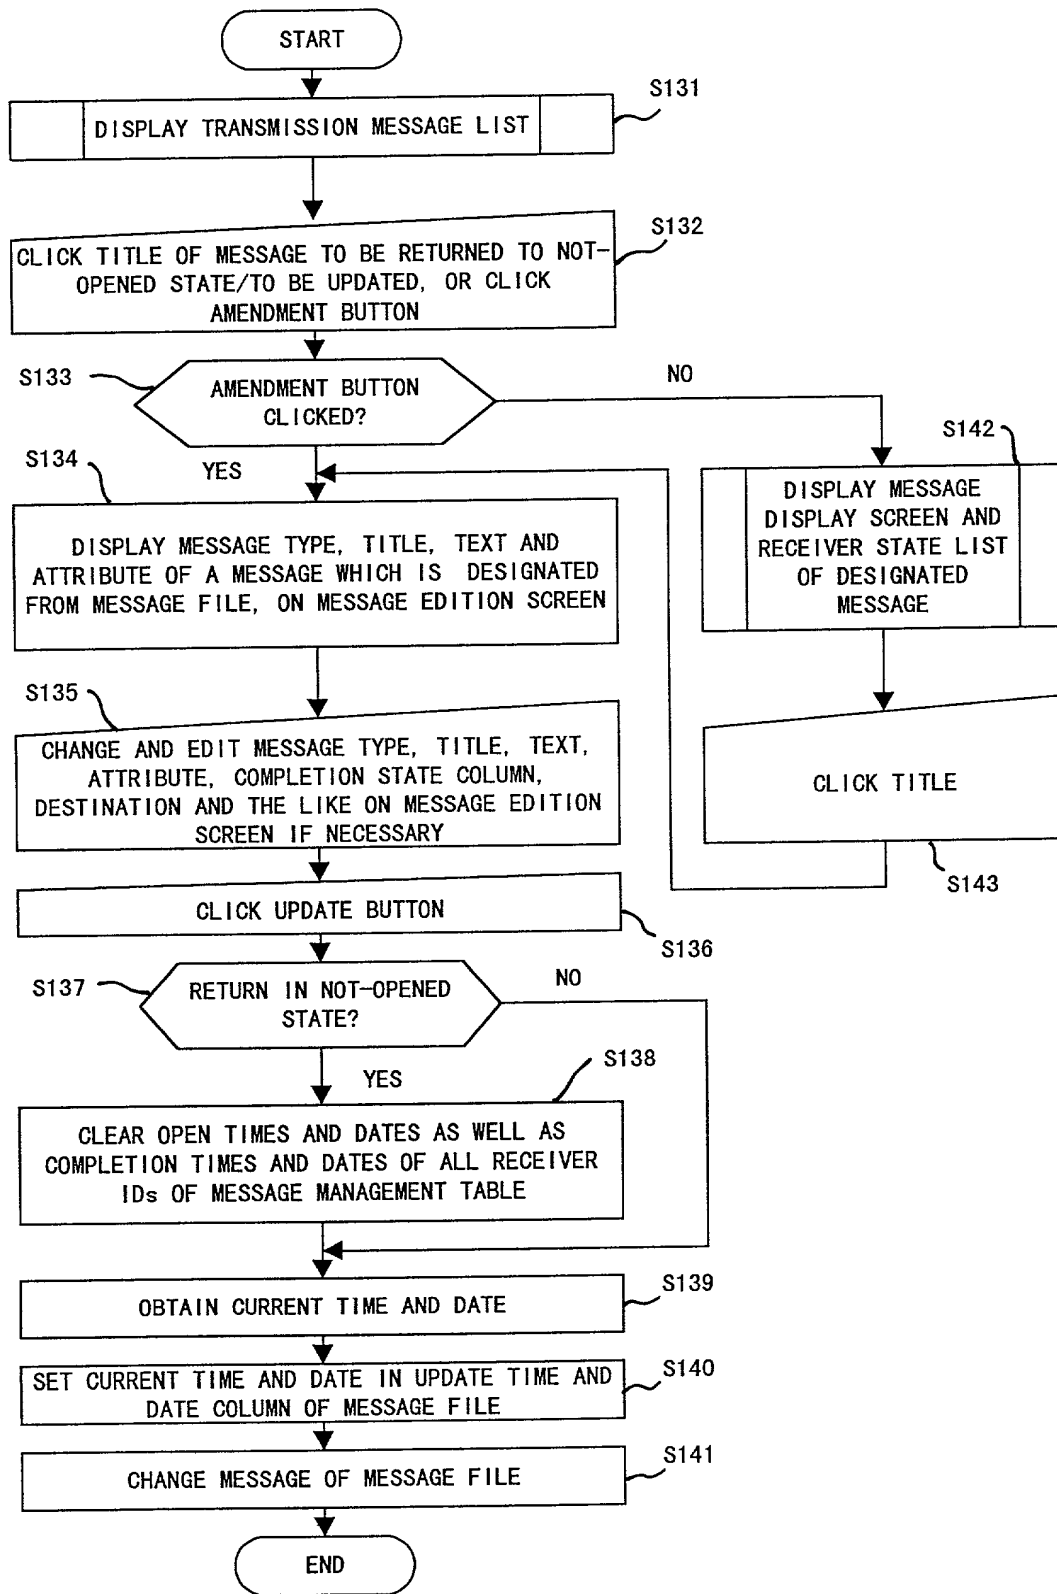 START
S131
DISPLAY TRANSMISSION MESSAGE LIST
S132
CLICK TITLE OF MESSAGE TO BE RETURNED TO NOT-
OPENED STATE/TO BE UPDATED, OR CLICK
AMENDMENT BUTTON
S133
AMENDMENT BUTTON
CLICKED?
NO
YES
S142
DISPLAY MESSAGE
DISPLAY SCREEN AND
RECEIVER STATE LIST
OF DESIGNATED
MESSAGE
S134
DISPLAY MESSAGE TYPE, TITLE, TEXT AND
ATTRIBUTE OF A MESSAGE WHICH IS DESIGNATED
FROM MESSAGE FILE, ON MESSAGE EDITION SCREEN
CLICK TITLE
S143
S135
CHANGE AND EDIT MESSAGE TYPE, TITLE, TEXT,
ATTRIBUTE, COMPLETION STATE COLUMN,
DESTINATION AND THE LIKE ON MESSAGE EDITION
SCREEN IF NECESSARY
CLICK UPDATE BUTTON
S136
S137
RETURN IN NOT-OPENED
STATE?
NO
YES
S138
CLEAR OPEN TIMES AND DATES AS WELL AS
COMPLETION TIMES AND DATES OF ALL RECEIVER
IDs OF MESSAGE MANAGEMENT TABLE
S139
OBTAIN CURRENT TIME AND DATE
S140
SET CURRENT TIME AND DATE IN UPDATE TIME AND
DATE COLUMN OF MESSAGE FILE
S141
CHANGE MESSAGE OF MESSAGE FILE
END